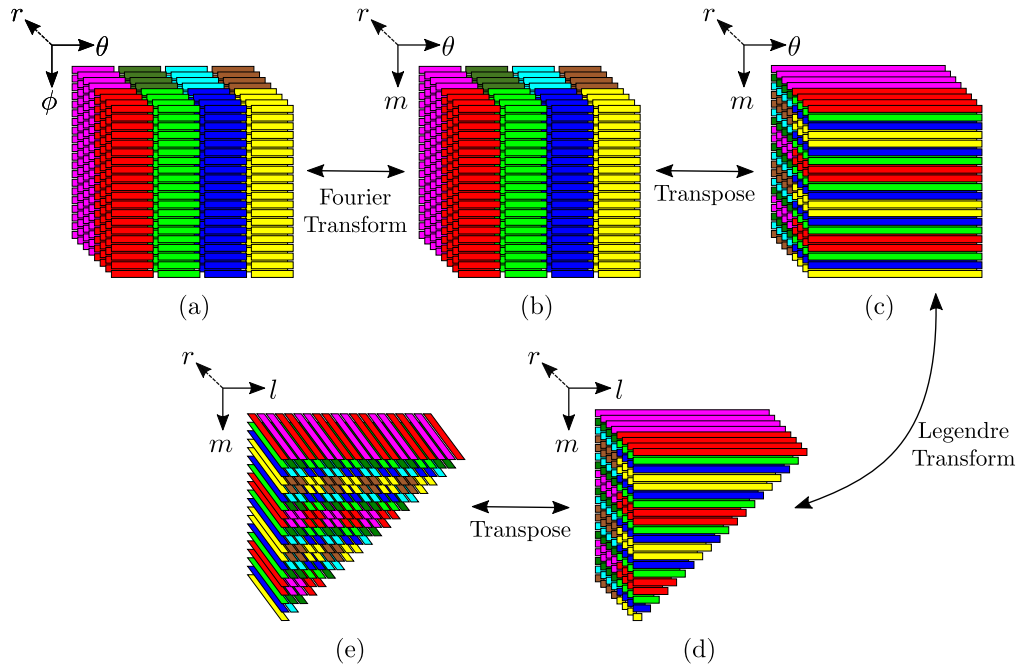 r
θ
ϕ
r
θ
m
r
θ
m
Fourier
Transform
Transpose
(a)
(b)
(c)
r
l
m
r
l
m
Legendre
Transform
Transpose
(e)
(d)